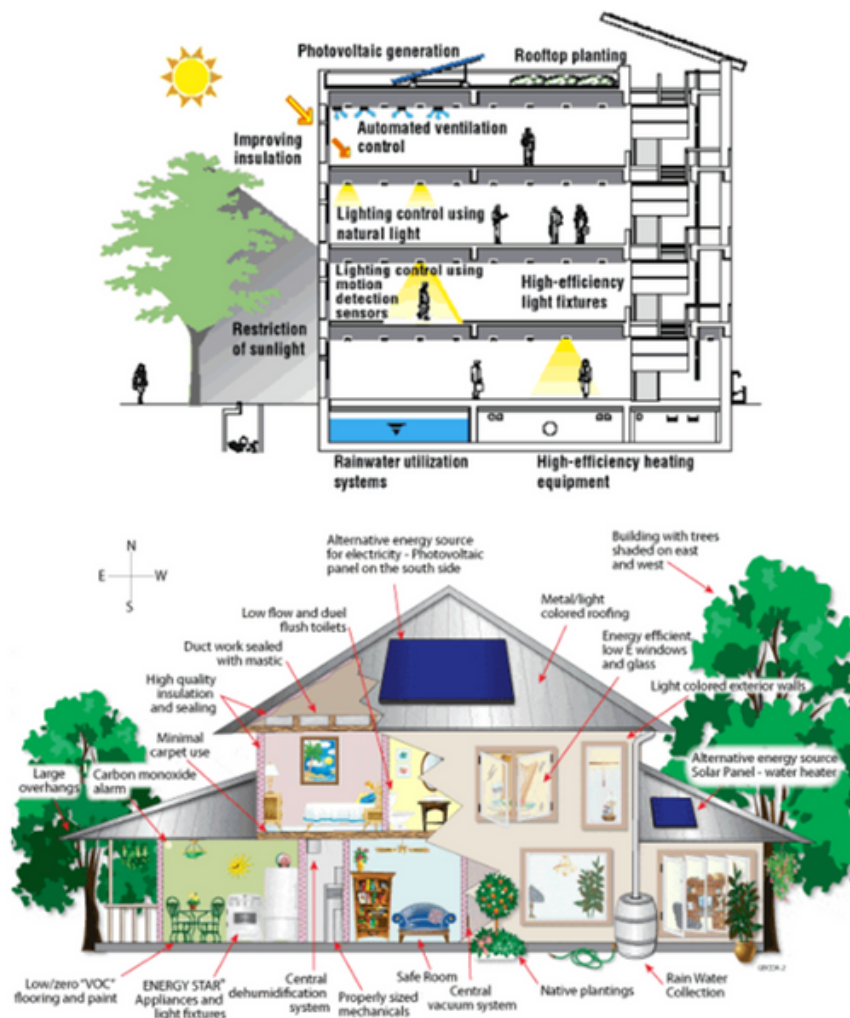 Photovoltaic generation
Rooftop planting
Improving
insulation
Automated ventilation
control
Lighting control using
natural light
Lighting control using
motion
detection
sensors
High-efficiency
light fixtures
Restriction
of sunlight
Rainwater utilization
systems
High-efficiency heating
equipment
N
E W
S
Alternative energy source
for electricity - Photovoltaic
panel on the south side
Building with trees
shaded on east
and west
Low flow and duel
flush toilets
Metal/light
colored roofing
Duct work sealed
with mastic
Energy efficient
low E windows
and glass
High quality
insulation
and sealing
Light colored exterior walls
Minimal
carpet use
Large
overhangs
Carbon monoxide
alarm
Alternative energy source
Solar Panel - water heater
Low/zero "VOC"
flooring and paint
ENERGY STAR®
Appliances and
light fixtures
Central
dehumidification
system
Properly sized
mechanicals
Safe Room
Central
vacuum system
Native plantings
Rain Water
Collection